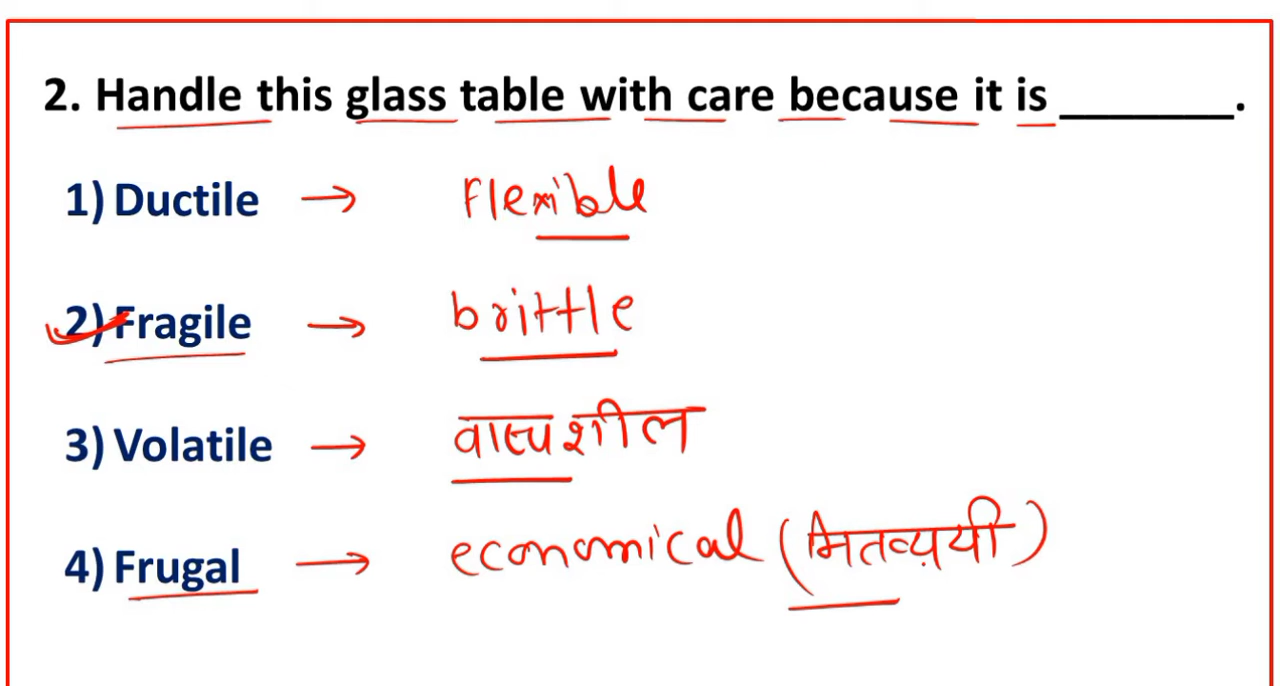 2. Handle this glass table with care because it is ________.
1) Ductile → Flexible
2) Fragile → brittle
3) Volatile → वाष्पशील
4) Frugal → economical (मितव्ययी)